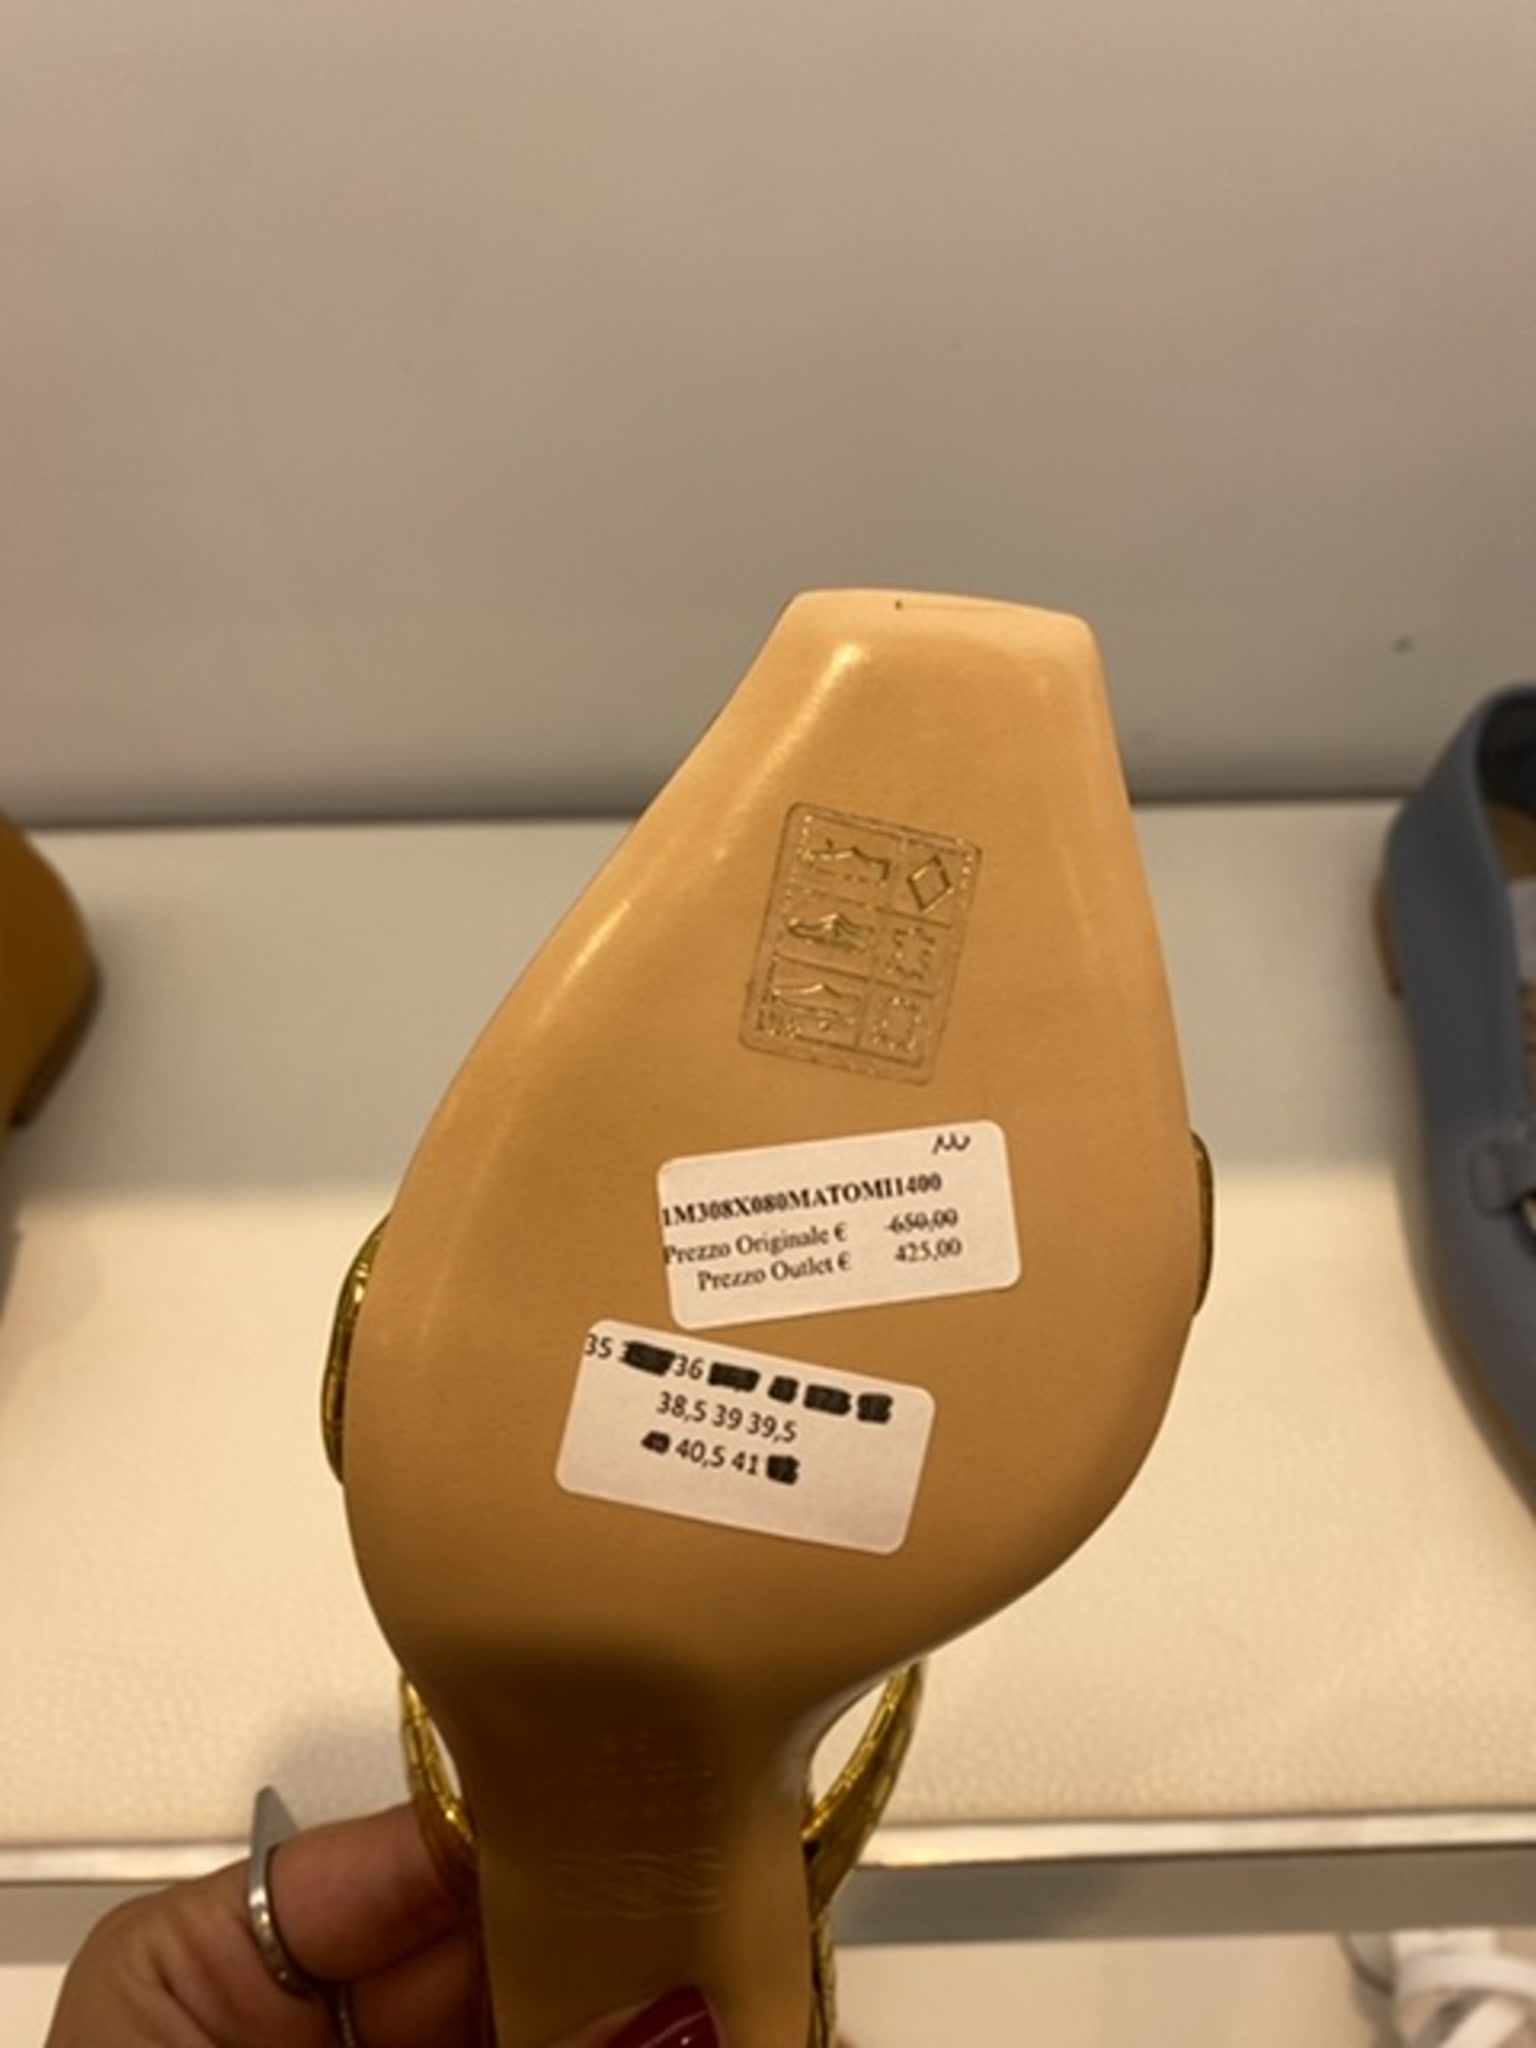 1M308X080MATOMI1400
Prezzo Originale € 650,00
Prezzo Outlet € 425,00
35 36
38,5 39 39,5
40,5 41